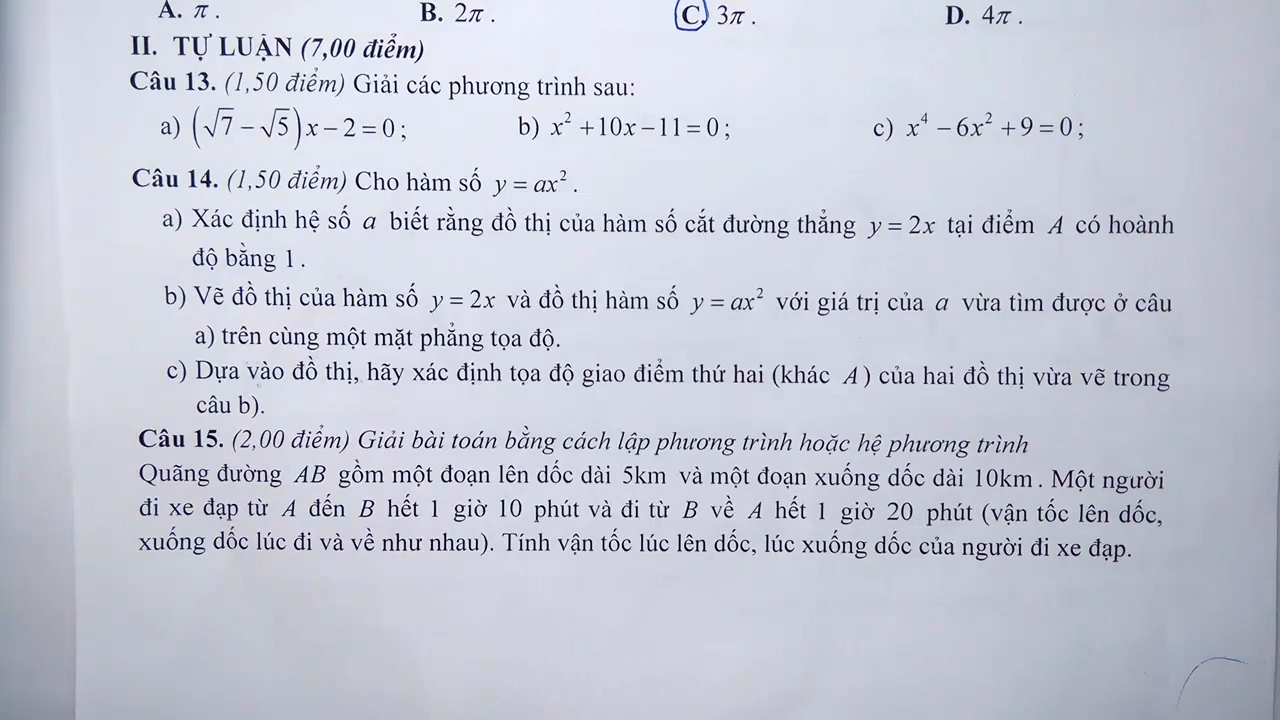 A. π . B. 2π . C. 3π . D. 4π .
II. TỰ LUẬN (7,00 điểm)
Câu 13. (1,50 điểm) Giải các phương trình sau:
a) (√7 − √5)x − 2 = 0 ; b) x² + 10x − 11 = 0 ; c) x⁴ − 6x² + 9 = 0 ;
Câu 14. (1,50 điểm) Cho hàm số y = ax² .
a) Xác định hệ số a biết rằng đồ thị của hàm số cắt đường thẳng y = 2x tại điểm A có hoành
độ bằng 1 .
b) Vẽ đồ thị của hàm số y = 2x và đồ thị hàm số y = ax² với giá trị của a vừa tìm được ở câu
a) trên cùng một mặt phẳng tọa độ.
c) Dựa vào đồ thị, hãy xác định tọa độ giao điểm thứ hai (khác A ) của hai đồ thị vừa vẽ trong
câu b).
Câu 15. (2,00 điểm) Giải bài toán bằng cách lập phương trình hoặc hệ phương trình
Quãng đường AB gồm một đoạn lên dốc dài 5km và một đoạn xuống dốc dài 10km . Một người
đi xe đạp từ A đến B hết 1 giờ 10 phút và đi từ B về A hết 1 giờ 20 phút (vận tốc lên dốc,
xuống dốc lúc đi và về như nhau). Tính vận tốc lúc lên dốc, lúc xuống dốc của người đi xe đạp.